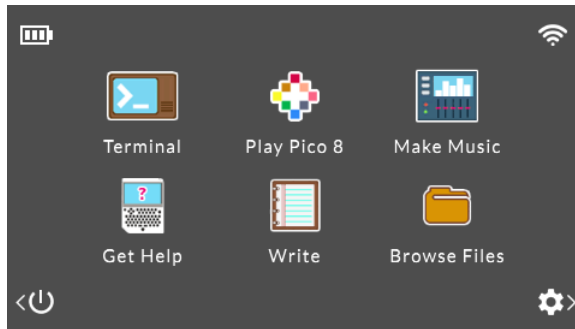 Terminal
Play Pico 8
Make Music
Get Help
Write
Browse Files